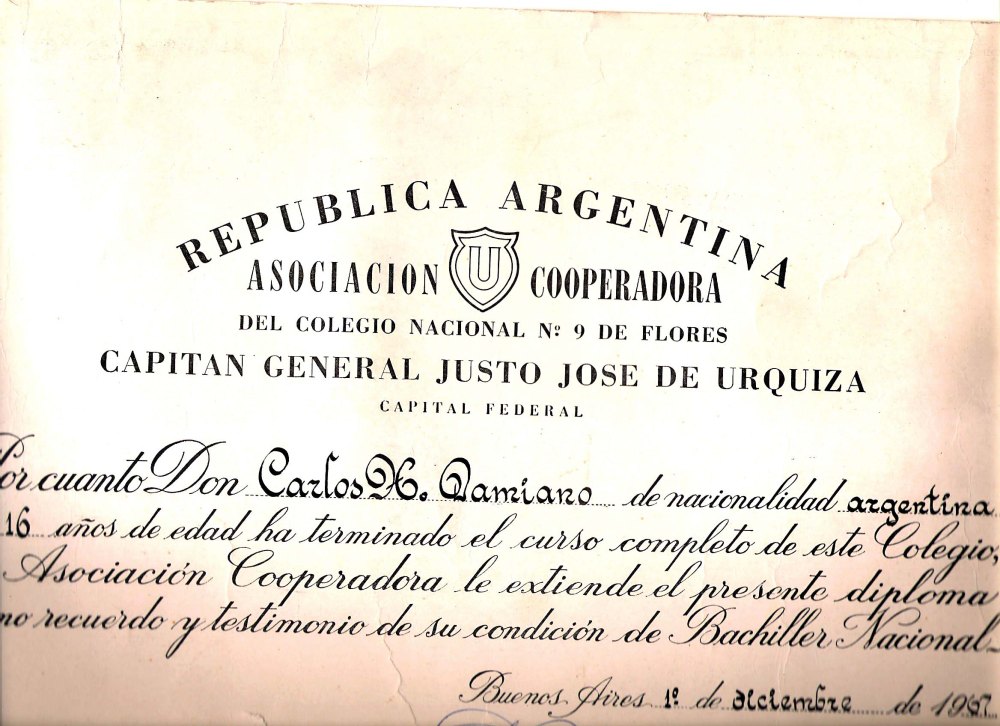 REPUBLICA ARGENTINA
ASOCIACION U COOPERADORA
DEL COLEGIO NACIONAL Nº 9 DE FLORES
CAPITAN GENERAL JUSTO JOSE DE URQUIZA
CAPITAL FEDERAL
Por cuanto Don Carlos H. Damiano de nacionalidad argentina
16 años de edad ha terminado el curso completo de este Colegio,
Asociación Cooperadora le extiende el presente diploma
mo recuerdo y testimonio de su condición de Bachiller Nacional
Buenos Aires 1º de diciembre de 1967